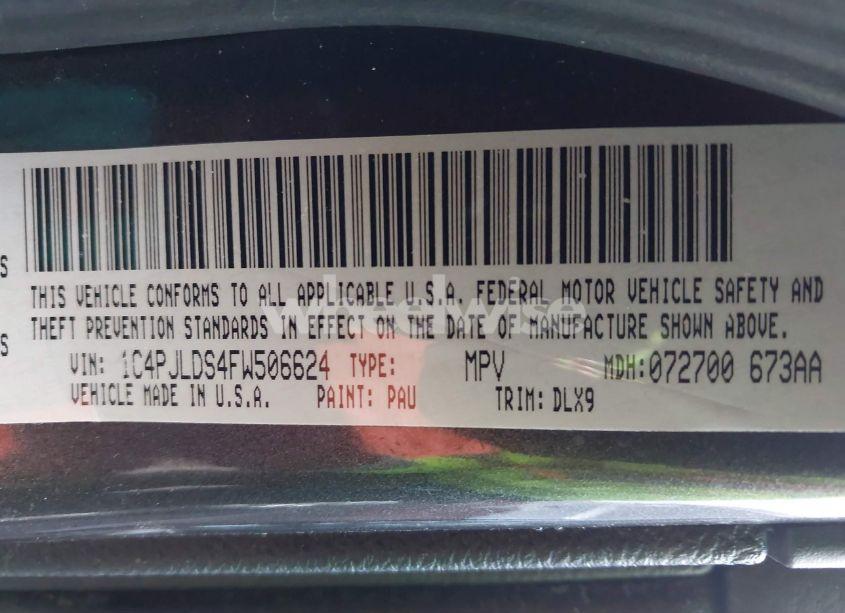 S
THIS VEHICLE CONFORMS TO ALL APPLICABLE U.S.A. FEDERAL MOTOR VEHICLE SAFETY AND
THEFT PREVENTION STANDARDS IN EFFECT ON THE DATE OF MANUFACTURE SHOWN ABOVE.
wheelwise
S
VIN: 1C4PJLDS4FW506624 TYPE: MPV MDH:072700 673AA
VEHICLE MADE IN U.S.A. PAINT: PAU TRIM: DLX9